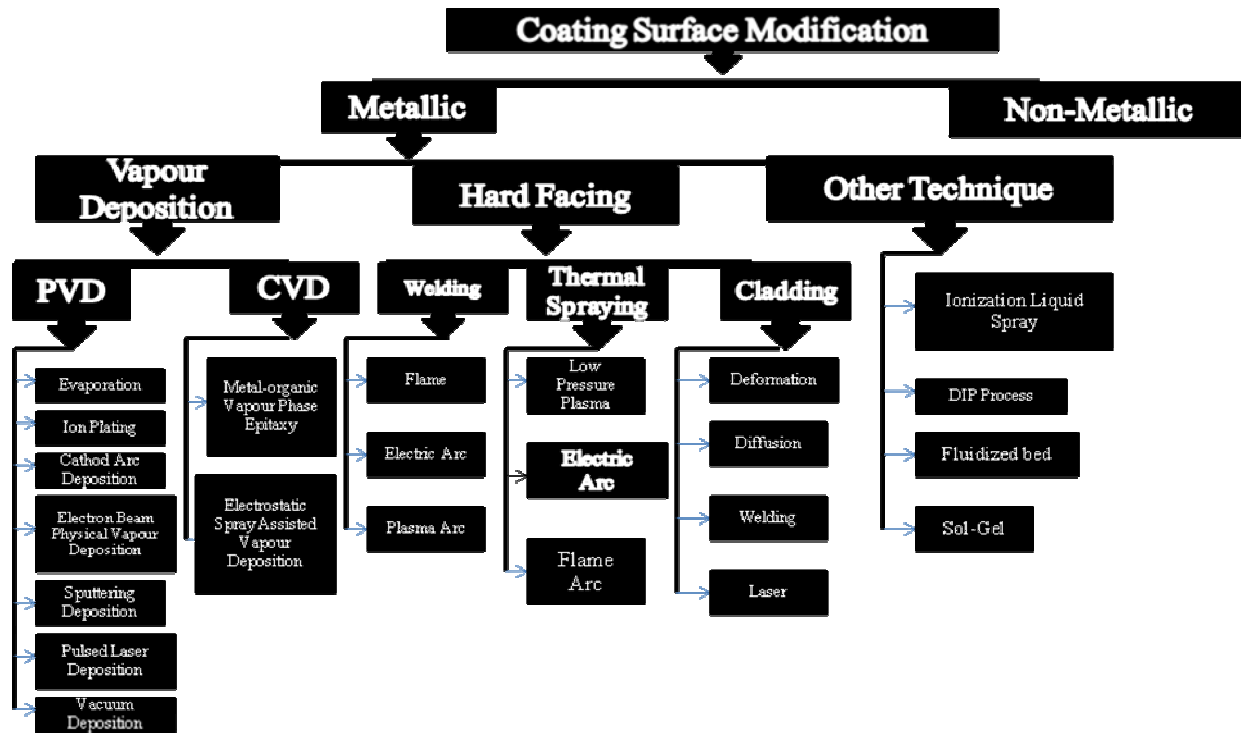 Coating Surface Modification
Metallic
Non-Metallic
Vapour
Deposition
Hard Facing
Other Technique
PVD
CVD
Welding
Thermal
Spraying
Cladding
Evaporation
Ion Plating
Cathod Arc
Deposition
Electron Beam
Physical Vapour
Deposition
Sputtering
Deposition
Pulsed Laser
Deposition
Vacuum
Deposition
Metal-organic
Vapour Phase
Epitaxy
Electrostatic
Spray Assisted
Vapour
Deposition
Flame
Electric Arc
Plasma Arc
Low
Pressure
Plasma
Electric
Arc
Flame
Arc
Deformation
Diffusion
Welding
Laser
Ionization Liquid
Spray
DIP Process
Fluidized bed
Sol-Gel